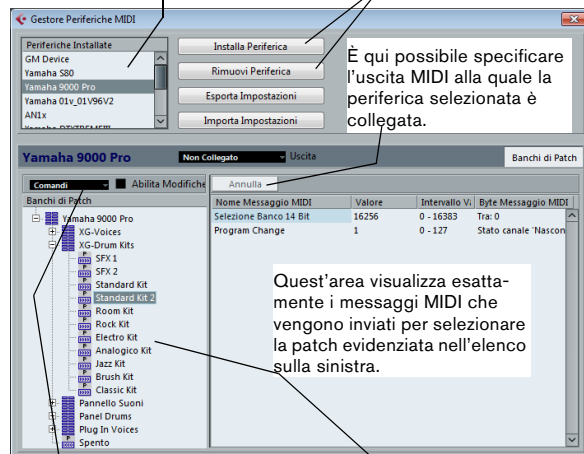 Gestore Periferiche MIDI
Periferiche Installate
GM Device
Yamaha S80
Yamaha 9000 Pro
Yamaha 01v_01V96V2
AN1x
Yamaha DTXTREMEIII
Installa Periferica
Rimuovi Periferica
Esporta Impostazioni
Importa Impostazioni
È qui possibile specificare
l'uscita MIDI alla quale la
periferica selezionata è
collegata.
Yamaha 9000 Pro
Non Collegato
Uscita
Banchi di Patch
Comandi
Abilita Modifiche
Annulla
Banchi di Patch
Yamaha 9000 Pro
XG-Voices
XG-Drum Kits
SFX 1
SFX 2
Standard Kit
Standard Kit 2
Room Kit
Rock Kit
Electro Kit
Analogico Kit
Jazz Kit
Brush Kit
Classic Kit
Pannello Suoni
Panel Drums
Plug In Voices
Spento
Nome Messaggio MIDI Valore Intervallo V Byte Messaggio MIDI
Selezione Banco 14 Bit 16256 0 - 16383 Tra: 0
Program Change 1 0 - 127 Stato canale 'Nascon
Quest'area visualizza esatta-
mente i messaggi MIDI che
vengono inviati per selezionare
la patch evidenziata nell'elenco
sulla sinistra.